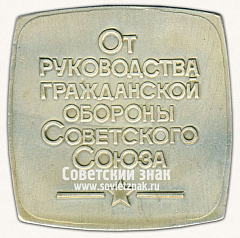 От
руководства
гражданской
обороны
Советского
Союза
Советский знак
www.sovietznak.ru